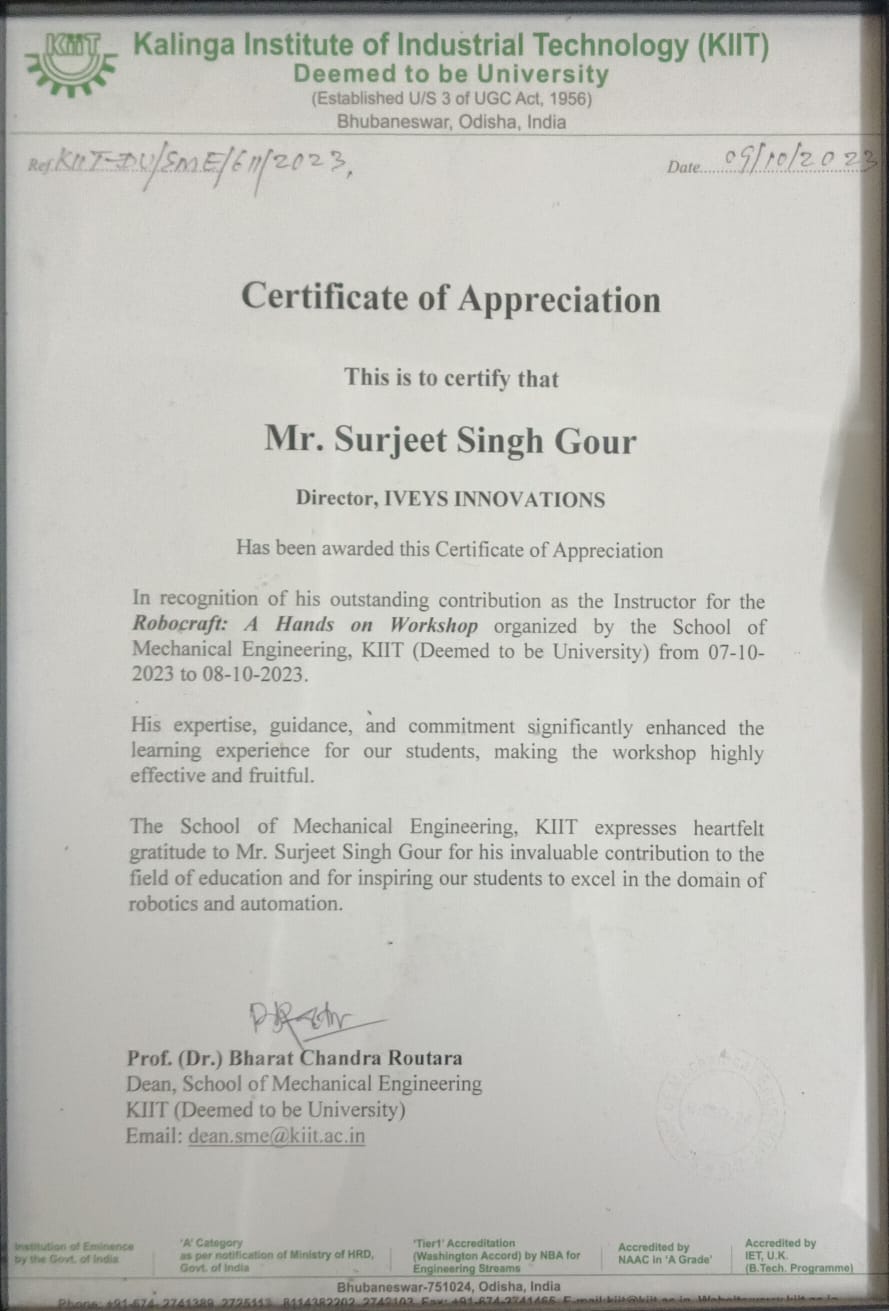 KIIT
Kalinga Institute of Industrial Technology (KIIT)
Deemed to be University
(Established U/S 3 of UGC Act, 1956)
Bhubaneswar, Odisha, India
Ref. KIIT-DU/SME/611/2023,
Date 09/10/2023
Certificate of Appreciation
This is to certify that
Mr. Surjeet Singh Gour
Director, IVEYS INNOVATIONS
Has been awarded this Certificate of Appreciation
In recognition of his outstanding contribution as the Instructor for the
Robocraft: A Hands on Workshop organized by the School of
Mechanical Engineering, KIIT (Deemed to be University) from 07-10-
2023 to 08-10-2023.
His expertise, guidance, and commitment significantly enhanced the
learning experience for our students, making the workshop highly
effective and fruitful.
The School of Mechanical Engineering, KIIT expresses heartfelt
gratitude to Mr. Surjeet Singh Gour for his invaluable contribution to the
field of education and for inspiring our students to excel in the domain of
robotics and automation.
Prof. (Dr.) Bharat Chandra Routara
Dean, School of Mechanical Engineering
KIIT (Deemed to be University)
Email: dean.sme@kiit.ac.in
Institution of Eminence
by the Govt. of India
'A' Category
as per notification of Ministry of HRD,
Govt. of India
'Tier1' Accreditation
(Washington Accord) by NBA for
Engineering Streams
Accredited by
NAAC in 'A Grade'
Accredited by
IET, U.K.
(B.Tech. Programme)
Bhubaneswar-751024, Odisha, India
Phone: +91-674-2741389, 2725113, 8114382202, 2742103, Fax: +91-674-2741465, E-mail:kiit@kiit.ac.in